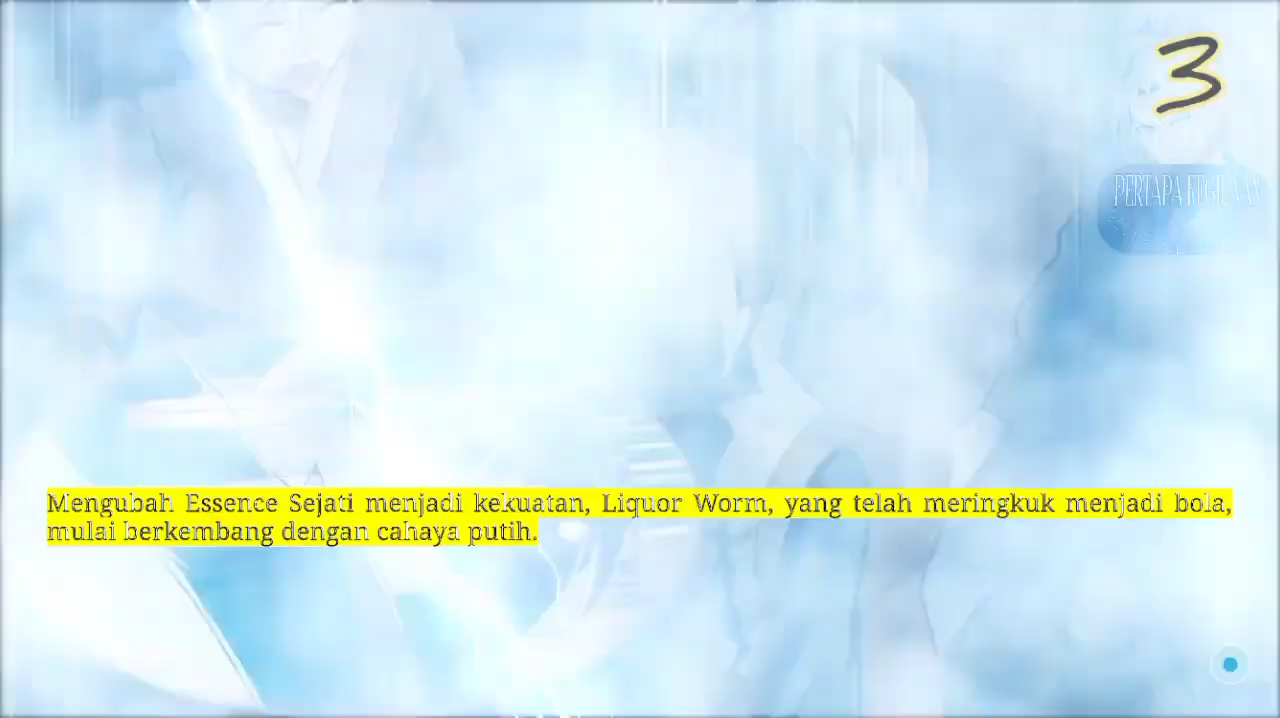 3
PERTAPA KEGILAAN
Mengubah Essence Sejati menjadi kekuatan, Liquor Worm, yang telah meringkuk menjadi bola,
mulai berkembang dengan cahaya putih.